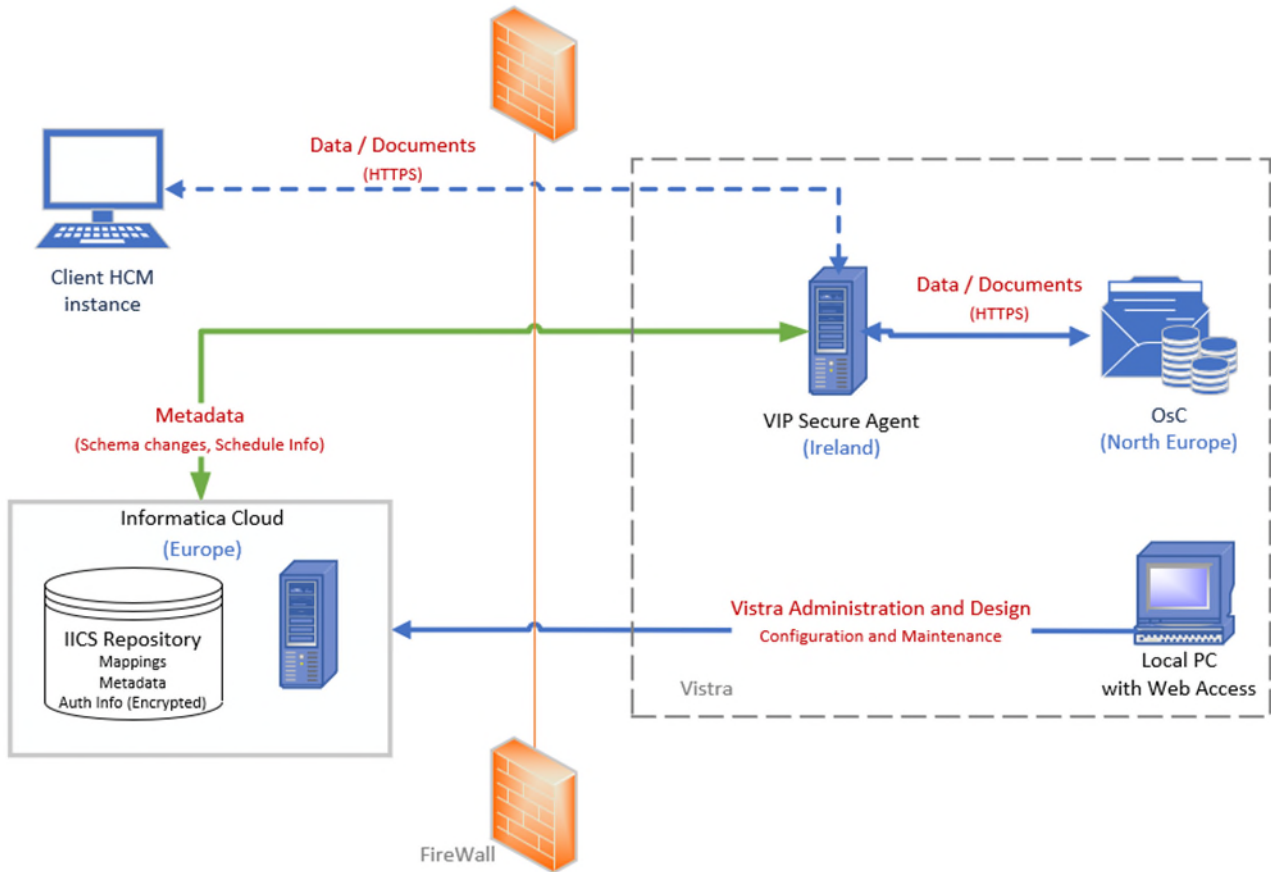 Data / Documents
(HTTPS)
Client HCM
instance
Data / Documents
(HTTPS)
Metadata
(Schema changes, Schedule Info)
VIP Secure Agent
(Ireland)
OsC
(North Europe)
Informatica Cloud
(Europe)
IICS Repository
Mappings
Metadata
Auth Info (Encrypted)
Vistra Administration and Design
Configuration and Maintenance
Local PC
with Web Access
Vistra
FireWall